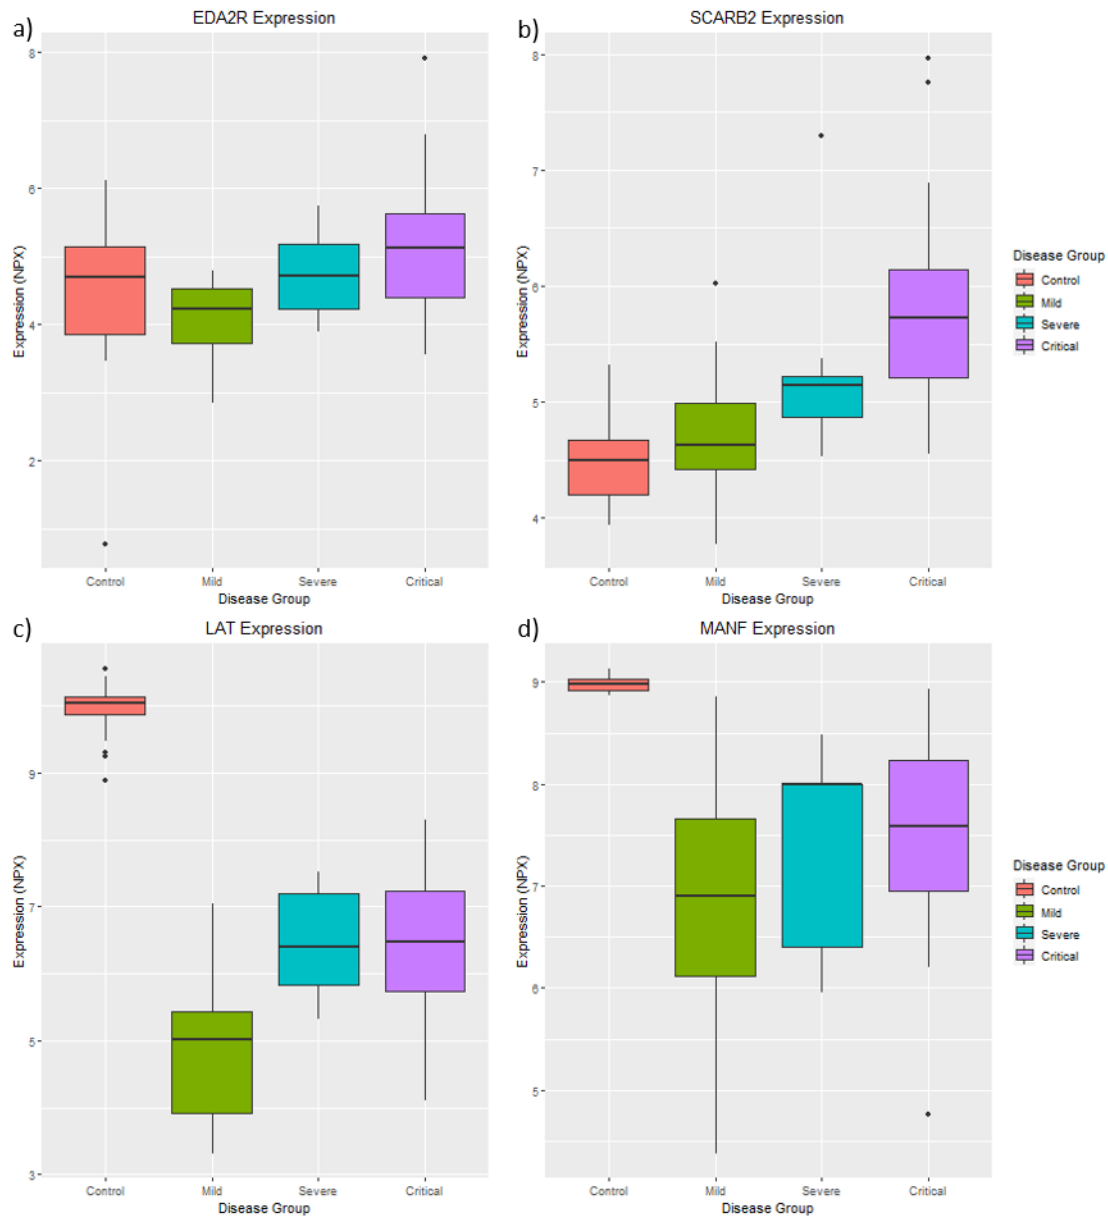 a)
EDA2R Expression
8
6
4
2
Expression (NPX)
Control Mild Severe Critical
Disease Group
b)
SCARB2 Expression
8
7
6
5
4
Expression (NPX)
Control Mild Severe Critical
Disease Group
Disease Group
Control
Mild
Severe
Critical
c)
LAT Expression
9
7
5
3
Expression (NPX)
Control Mild Severe Critical
Disease Group
d)
MANF Expression
9
8
7
6
5
Expression (NPX)
Control Mild Severe Critical
Disease Group
Disease Group
Control
Mild
Severe
Critical